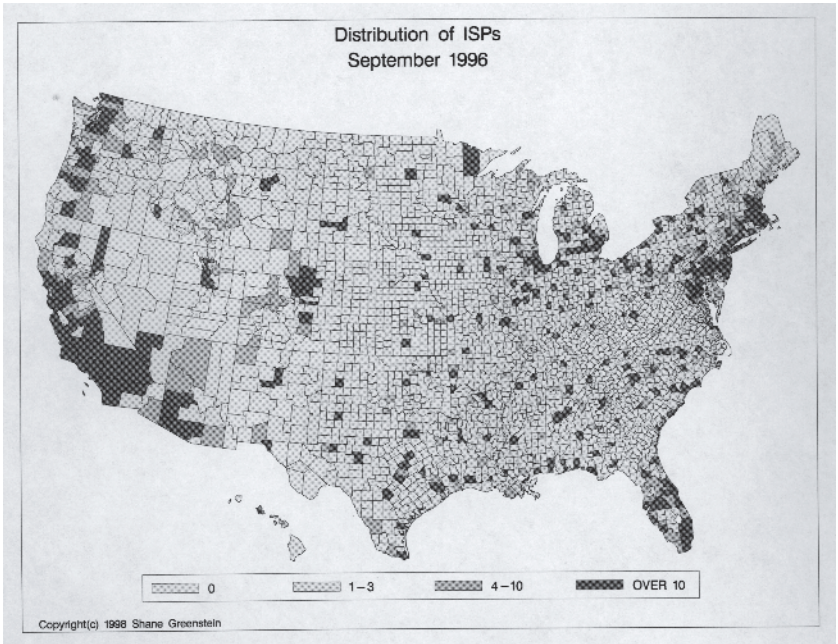 Distribution of ISPs
September 1996
0 1-3 4-10 OVER 10
Copyright(c) 1998 Shane Greenstein